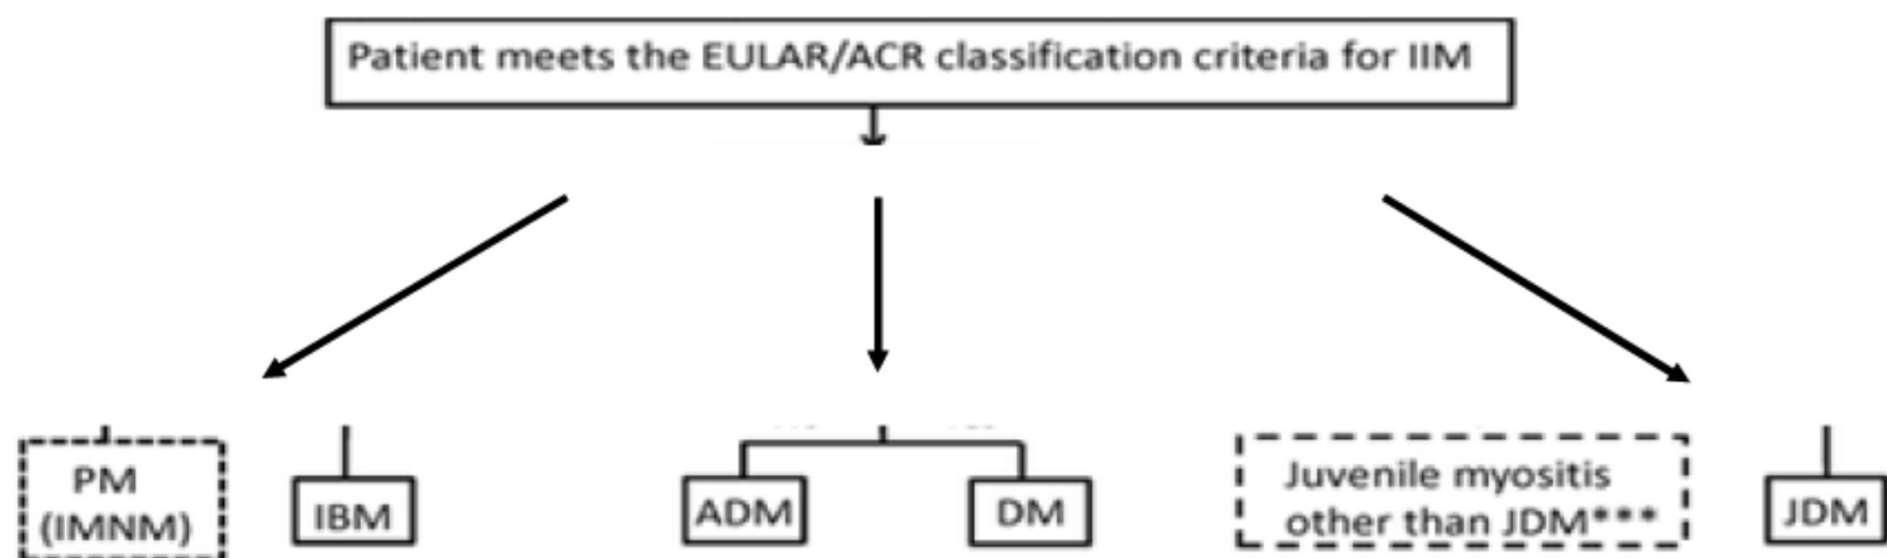 Patient meets the EULAR/ACR classification criteria for IIM
PM
(IMNM)
IBM
ADM
DM
Juvenile myositis
other than JDM***
JDM